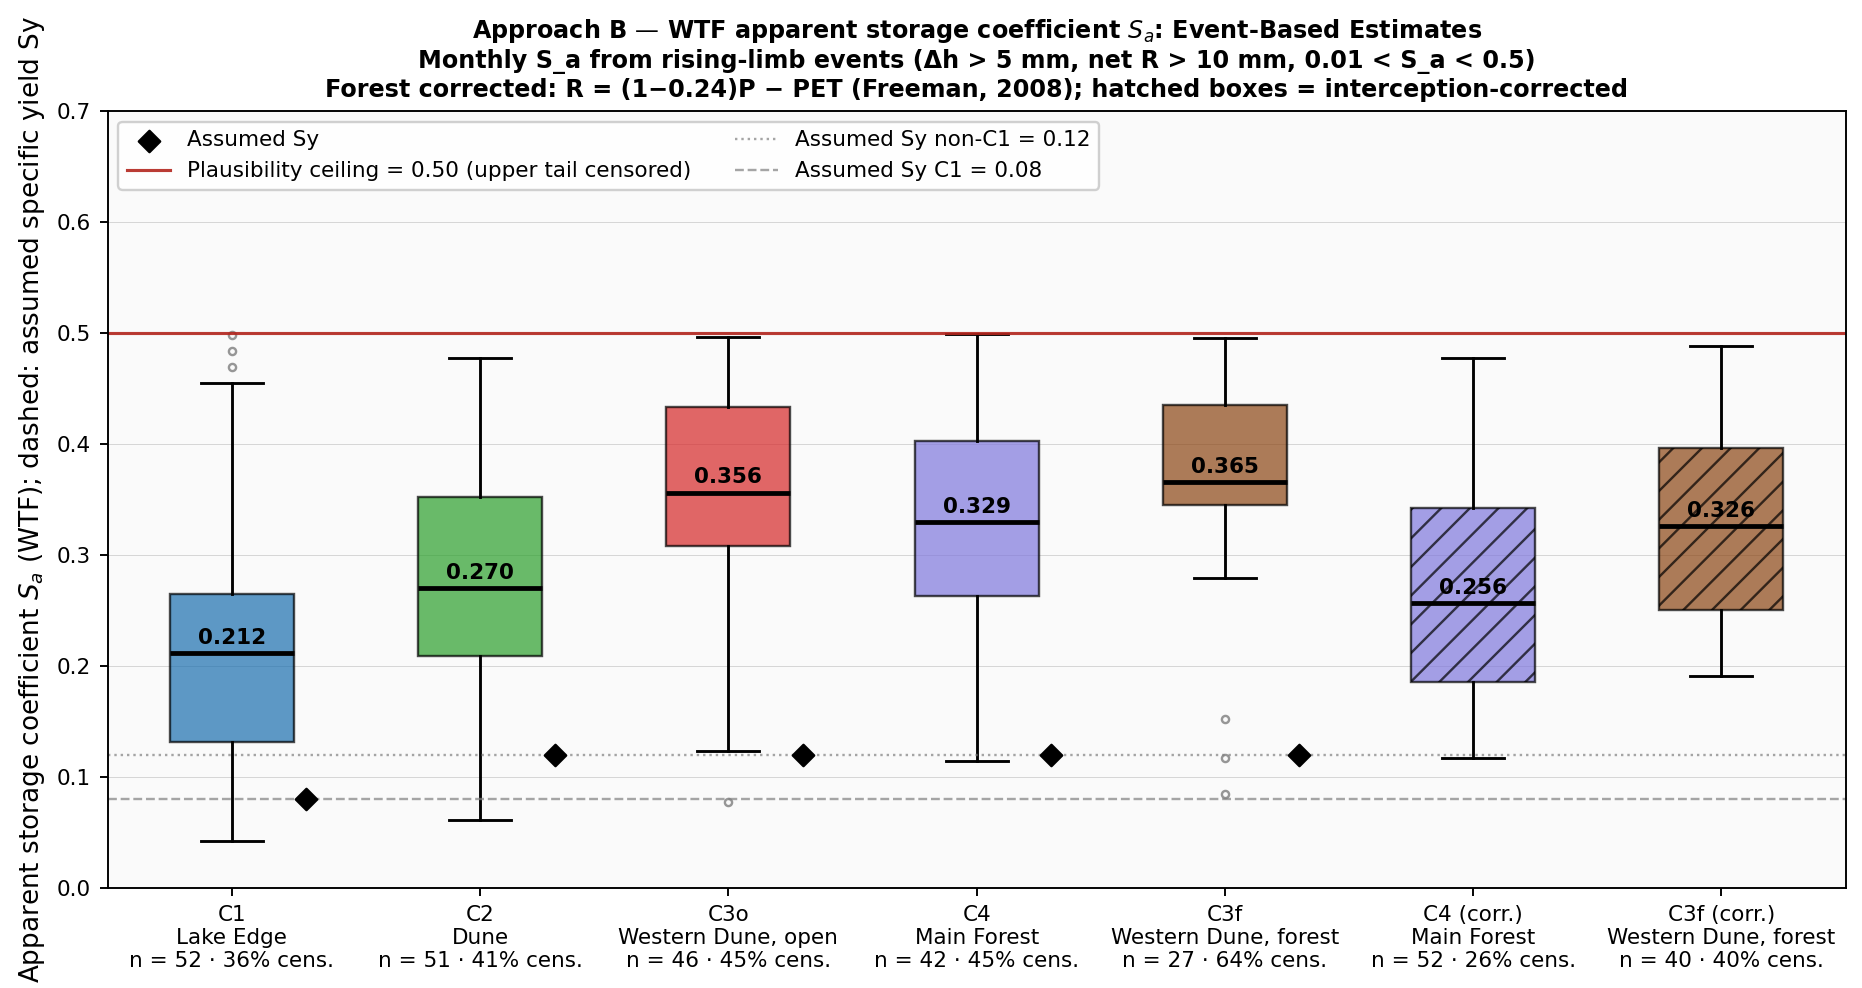 Approach B — WTF apparent storage coefficient Sₐ: Event-Based Estimates
Monthly S_a from rising-limb events (Δh > 5 mm, net R > 10 mm, 0.01 < S_a < 0.5)
Forest corrected: R = (1−0.24)P − PET (Freeman, 2008); hatched boxes = interception-corrected
Apparent storage coefficient Sₐ (WTF); dashed: assumed specific yield Sy
0.7
0.6
0.5
0.4
0.3
0.2
0.1
0.0
Assumed Sy
Plausibility ceiling = 0.50 (upper tail censored)
Assumed Sy non-C1 = 0.12
Assumed Sy C1 = 0.08
0.212
0.270
0.356
0.329
0.365
0.256
0.326
C1
Lake Edge
n = 52 · 36% cens.
C2
Dune
n = 51 · 41% cens.
C3o
Western Dune, open
n = 46 · 45% cens.
C4
Main Forest
n = 42 · 45% cens.
C3f
Western Dune, forest
n = 27 · 64% cens.
C4 (corr.)
Main Forest
n = 52 · 26% cens.
C3f (corr.)
Western Dune, forest
n = 40 · 40% cens.